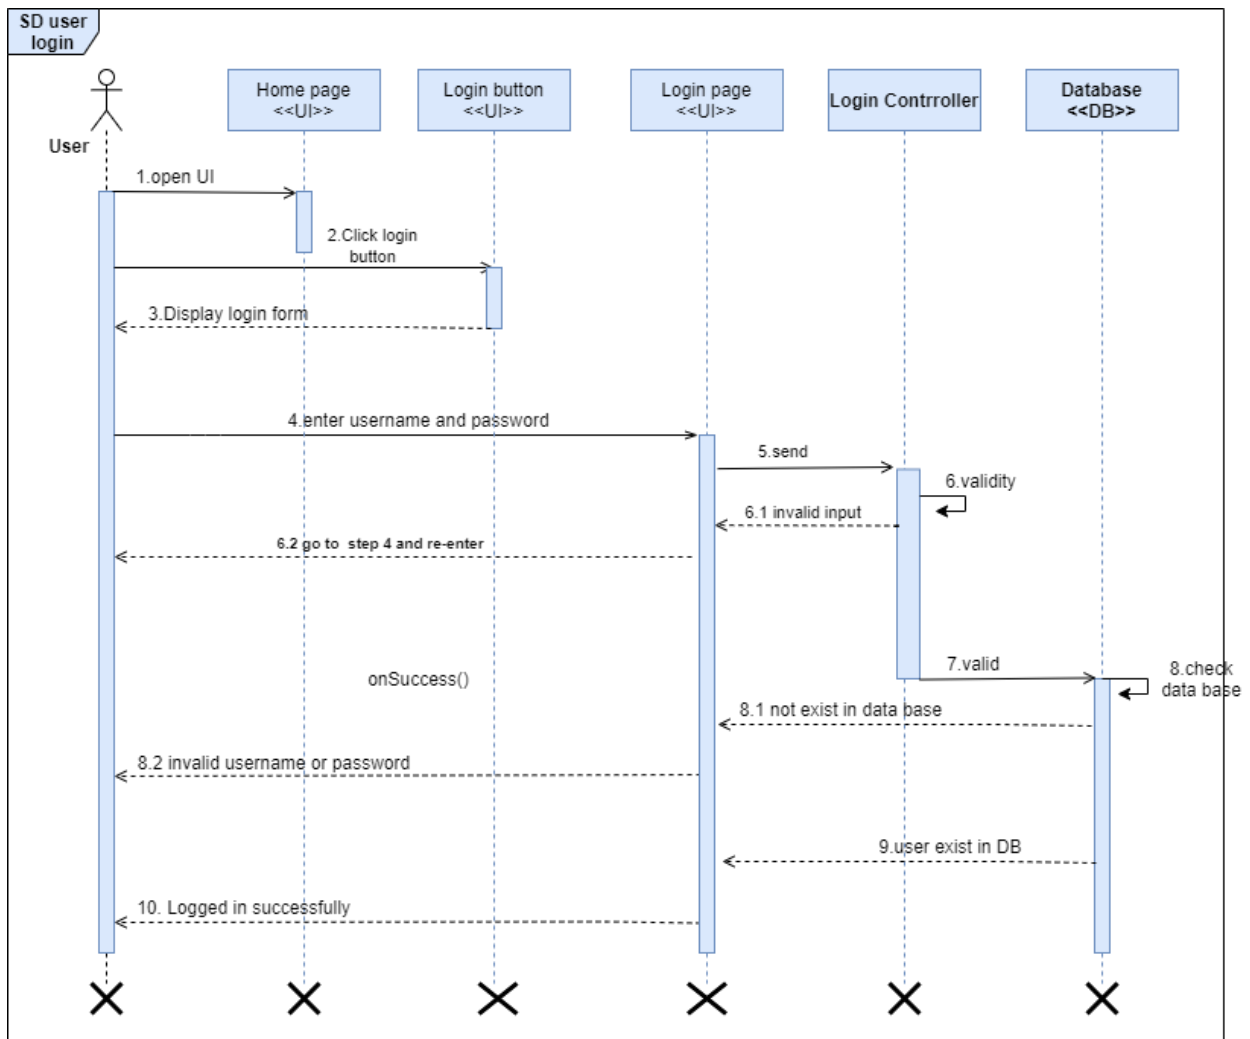 SD user
login
Home page
<<UI>>
Login button
<<UI>>
Login page
<<UI>>
Login Contrroller
Database
<<DB>>
User
1.open UI
2.Click login
button
3.Display login form
4.enter username and password
5.send
6.validity
6.1 invalid input
6.2 go to step 4 and re-enter
7.valid
8.check
data base
onSuccess()
8.1 not exist in data base
8.2 invalid username or password
9.user exist in DB
10. Logged in successfully